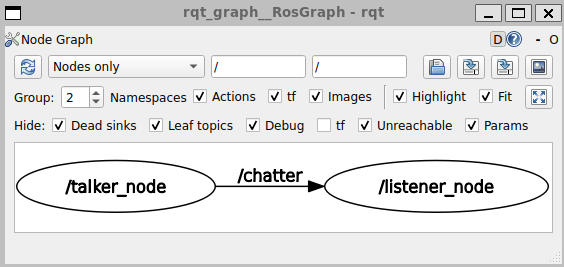 rqt_graph__RosGraph - rqt
Node Graph D ? - O
Nodes only / /
Group: 2 Namespaces Actions tf Images Highlight Fit
Hide: Dead sinks Leaf topics Debug tf Unreachable Params
/talker_node /chatter /listener_node